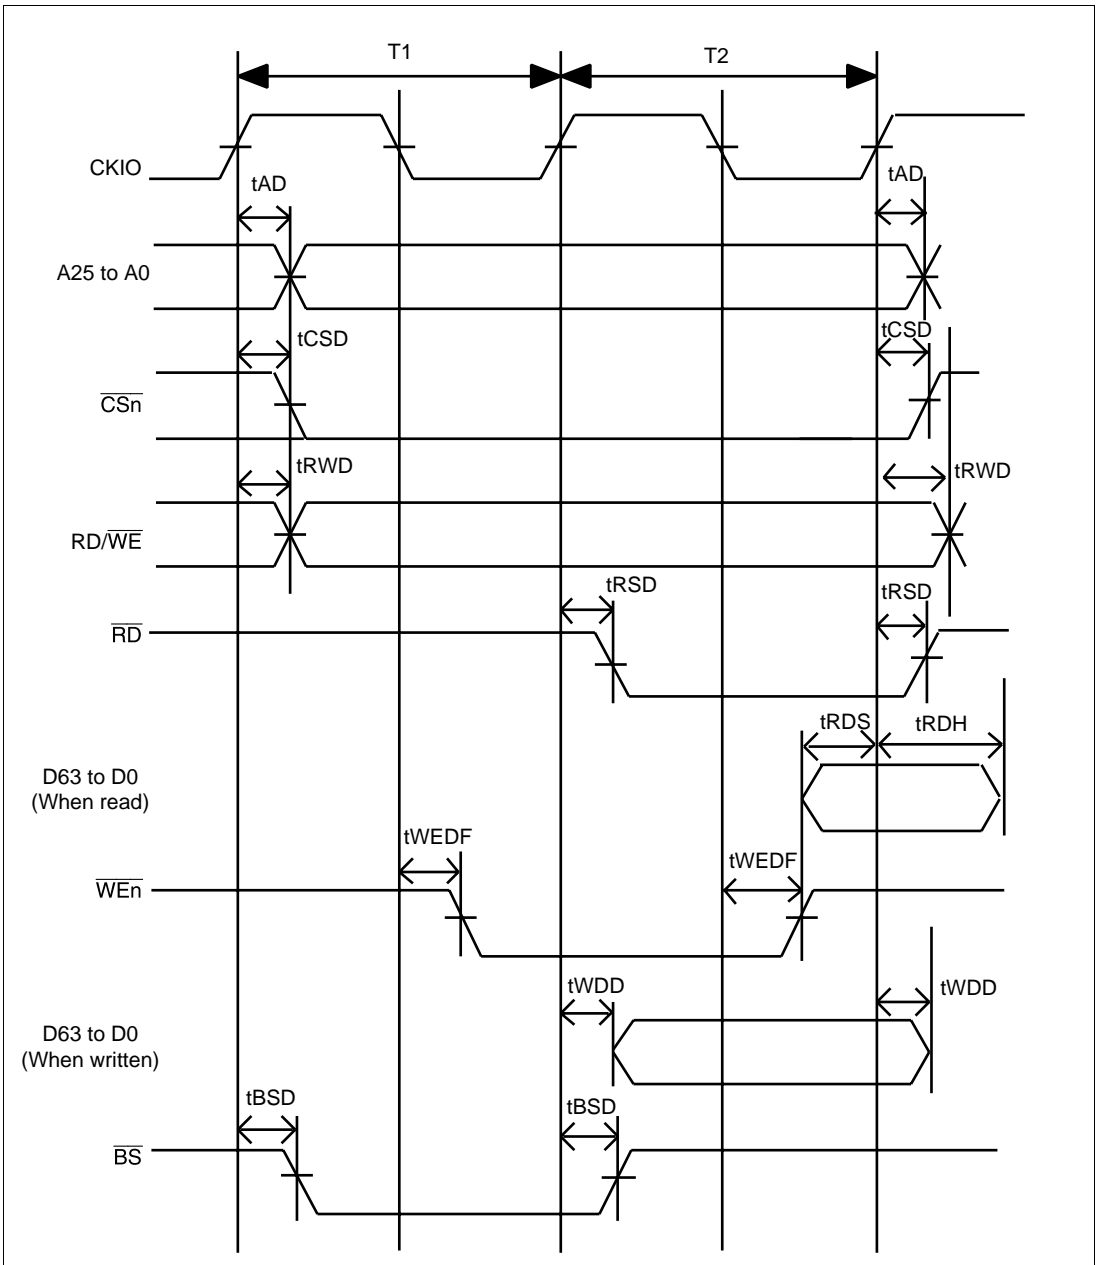 T1
T2
CKIO
tAD
tAD
A25 to A0
tCSD
tCSD
CSn
tRWD
tRWD
RD/WE
tRSD
tRSD
RD
tRDS
tRDH
D63 to D0
(When read)
tWEDF
tWEDF
WEn
tWDD
tWDD
D63 to D0
(When written)
tBSD
tBSD
BS